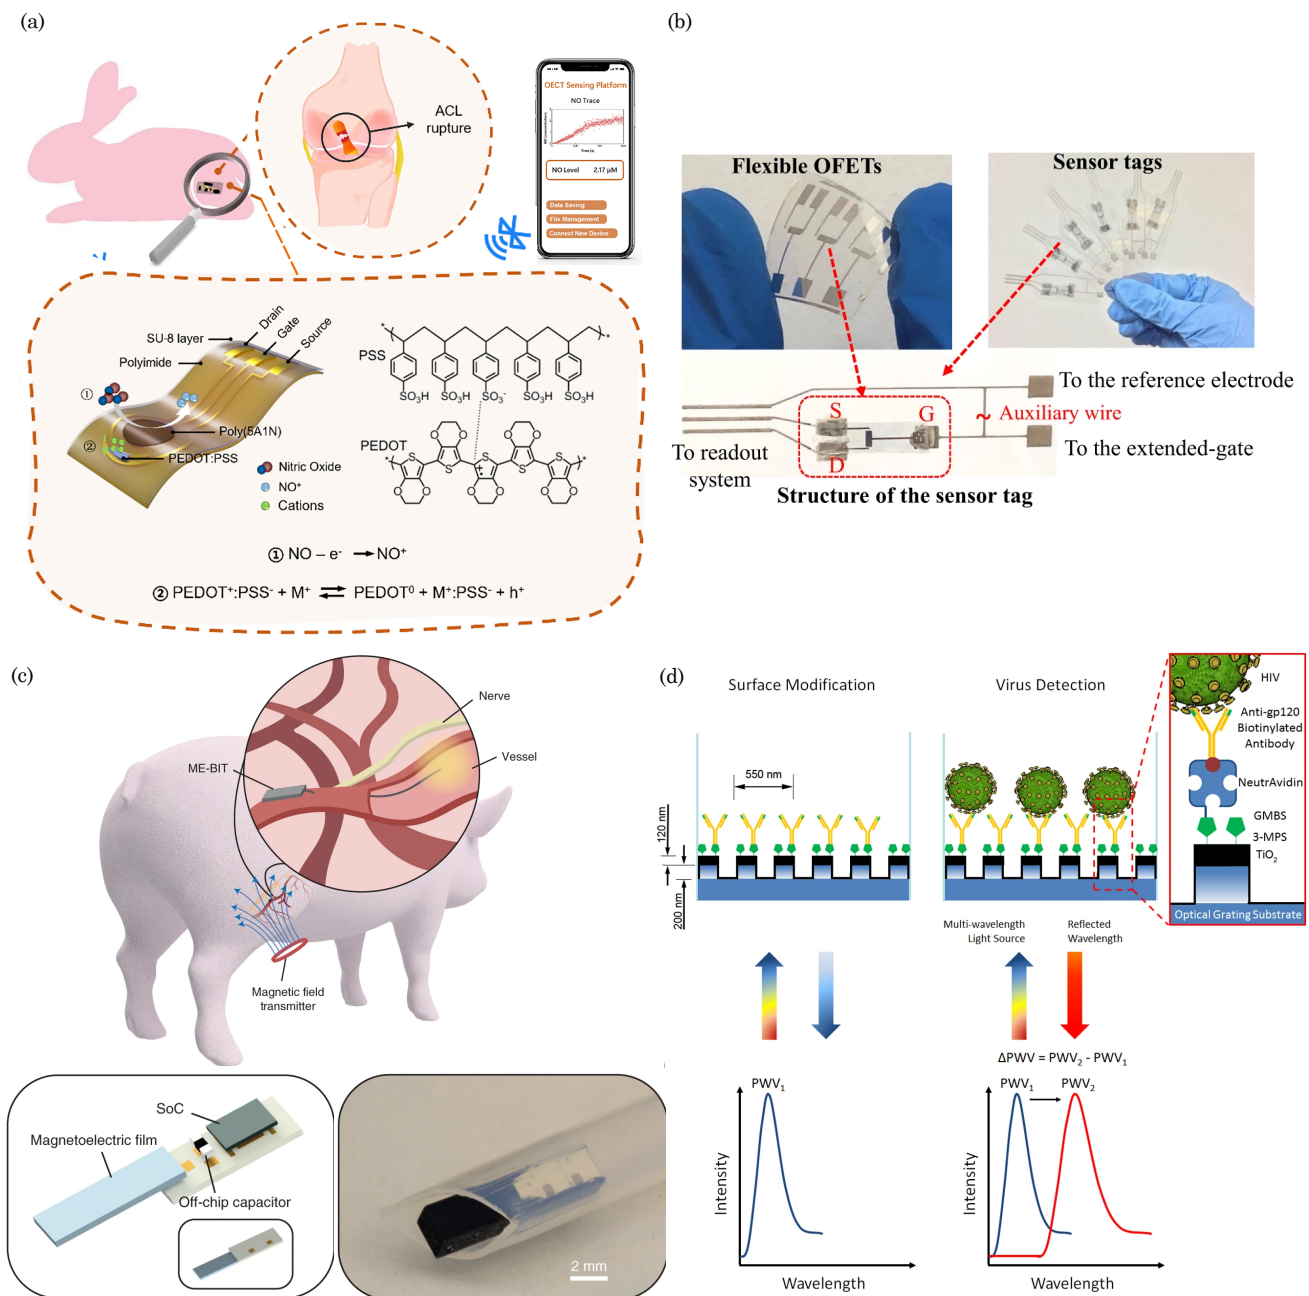 (a)
ACL
rupture
OECT Sensing Platform
NO Trace
Time (s)
NO Level 2.17 μM
Data Saving
File Management
Connect New Device
SU-8 layer
Drain
Gate
Source
Polyimide
①
②
Poly(5A1N)
PEDOT:PSS
Nitric Oxide
NO⁺
Cations
PSS
SO₃H SO₃H SO₃⁻ SO₃H SO₃H
PEDOT
① NO – e⁻ → NO⁺
② PEDOT⁺:PSS⁻ + M⁺ ⇌ PEDOT⁰ + M⁺:PSS⁻ + h⁺
(b)
Flexible OFETs
Sensor tags
To the reference electrode
S
G
~ Auxiliary wire
D
To readout
system
To the extended-gate
Structure of the sensor tag
(c)
Nerve
Vessel
ME-BIT
Magnetic field
transmitter
SoC
Magnetoelectric film
Off-chip capacitor
2 mm
(d)
Surface Modification
Virus Detection
550 nm
120 nm
200 nm
HIV
Anti-gp120
Biotinylated
Antibody
NeutrAvidin
GMBS
3-MPS
TiO₂
Optical Grating Substrate
Multi-wavelength
Light Source
Reflected
Wavelength
ΔPWV = PWV₂ - PWV₁
PWV₁
Intensity
Wavelength
PWV₁
PWV₂
Intensity
Wavelength